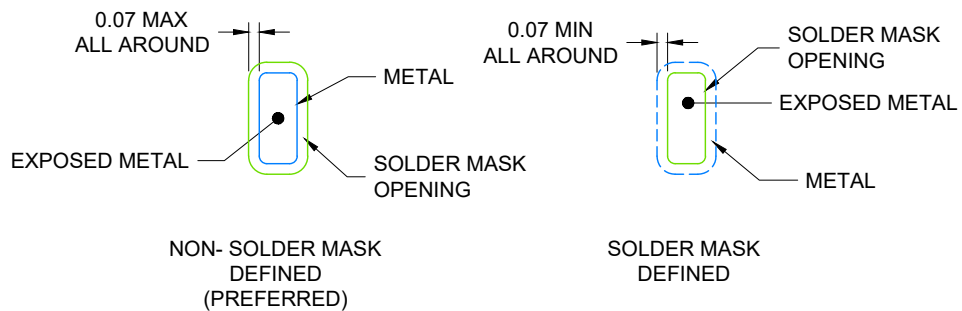 0.07 MAX
ALL AROUND
METAL
EXPOSED METAL
SOLDER MASK
OPENING
NON- SOLDER MASK
DEFINED
(PREFERRED)
0.07 MIN
ALL AROUND
SOLDER MASK
OPENING
EXPOSED METAL
METAL
SOLDER MASK
DEFINED